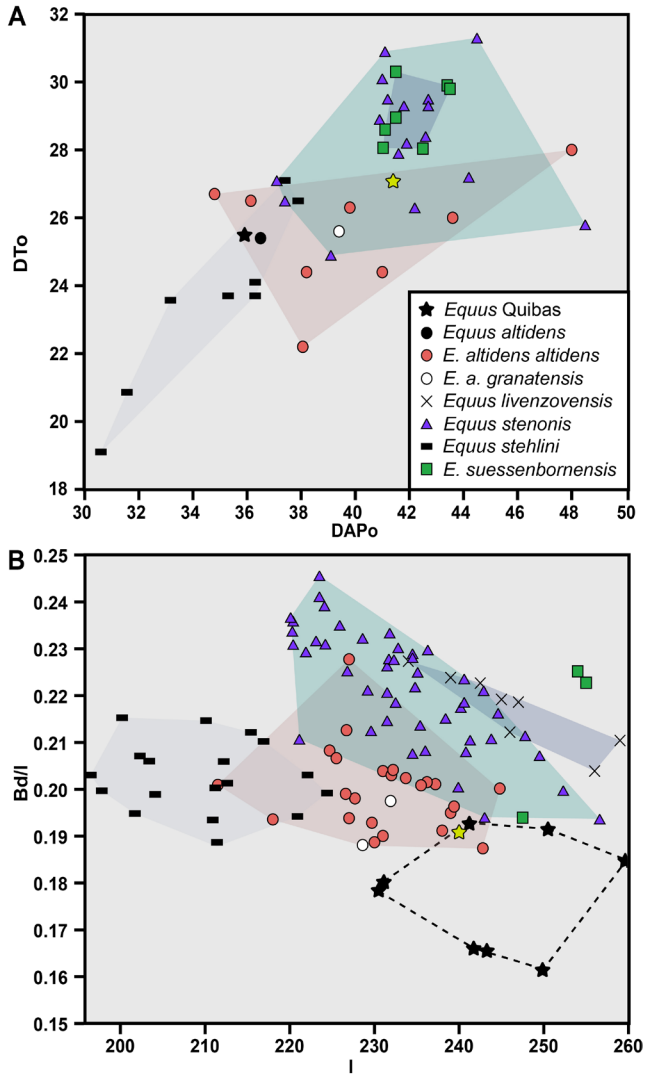 A
32
30
28
26
24
22
20
18
DTo
30 32 34 36 38 40 42 44 46 48 50
DAPo
Equus Quibas
Equus altidens
E. altidens altidens
E. a. granatensis
Equus livenzovensis
Equus stenonis
Equus stehlini
E. suessenbornensis
B
0.25
0.24
0.23
0.22
0.21
0.20
0.19
0.18
0.17
0.16
0.15
Bd/l
200 210 220 230 240 250 260
l